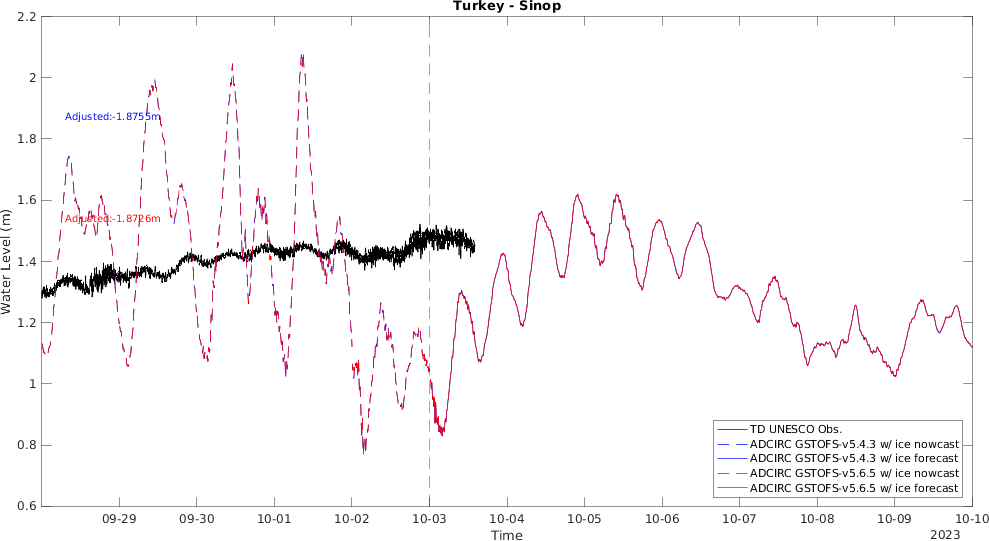 Turkey - Sinop
2.2
2
1.8
1.6
1.4
1.2
1
0.8
0.6
Water Level (m)
Adjusted:-1.8755m
Adjusted:-1.8726m
TD UNESCO Obs.
ADCIRC GSTOFS-v5.4.3 w/ ice nowcast
ADCIRC GSTOFS-v5.4.3 w/ ice forecast
ADCIRC GSTOFS-v5.6.5 w/ ice nowcast
ADCIRC GSTOFS-v5.6.5 w/ ice forecast
09-29 09-30 10-01 10-02 10-03 10-04 10-05 10-06 10-07 10-08 10-09 10-10
Time
2023